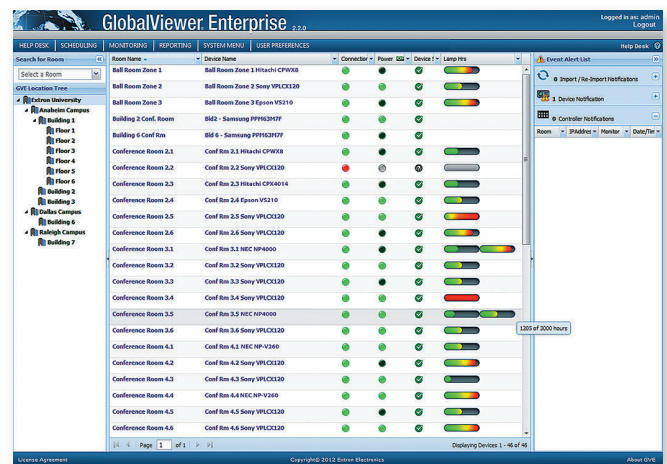 GlobalViewer Enterprise 2.2.0
Logged in as: admin
Logout
HELP DESK SCHEDULING MONITORING REPORTING SYSTEM MENU USER PREFERENCES Help Desk
Search for Room
Select a Room
GVE Location Tree
Extron University
Anaheim Campus
Building 1
Floor 1
Floor 2
Floor 3
Floor 4
Floor 5
Floor 6
Building 2
Building 3
Dallas Campus
Building 6
Raleigh Campus
Building 7
Room Name Device Name Connection Power Device S Lamp Hrs
Ball Room Zone 1 Ball Room Zone 1 Hitachi CPWX8
Ball Room Zone 2 Ball Room Zone 2 Sony VPLCX120
Ball Room Zone 3 Ball Room Zone 3 Epson VS210
Building 2 Conf. Room Bld2 - Samsung PPM63M7F
Building 6 Conf Rm Bld 6 - Samsung PPM63M7F
Conference Room 2.1 Conf Rm 2.1 Hitachi CPWX8
Conference Room 2.2 Conf Rm 2.2 Sony VPLCX120
Conference Room 2.3 Conf Rm 2.3 Hitachi CPX4014
Conference Room 2.4 Conf Rm 2.4 Epson VS210
Conference Room 2.5 Conf Rm 2.5 Sony VPLCX120
Conference Room 2.6 Conf Rm 2.6 Sony VPLCX120
Conference Room 3.1 Conf Rm 3.1 NEC NP4000
Conference Room 3.2 Conf Rm 3.2 Sony VPLCX120
Conference Room 3.3 Conf Rm 3.3 Sony VPLCX120
Conference Room 3.4 Conf Rm 3.4 Sony VPLCX120
Conference Room 3.5 Conf Rm 3.5 NEC NP4000
1205 of 3000 hours
Conference Room 3.6 Conf Rm 3.6 Sony VPLCX120
Conference Room 4.1 Conf Rm 4.1 NEC NP-V260
Conference Room 4.2 Conf Rm 4.2 Sony VPLCX120
Conference Room 4.3 Conf Rm 4.3 Sony VPLCX120
Conference Room 4.4 Conf Rm 4.4 NEC NP-V260
Conference Room 4.5 Conf Rm 4.5 Sony VPLCX120
Conference Room 4.6 Conf Rm 4.6 Sony VPLCX120
Page 1 of 1 Displaying Devices 1 - 46 of 46
Event Alert List
0 Import / Re-Import Notifications
1 Device Notification
0 Controller Notifications
Room IPAddres Monitor Date/Tim
License Agreement Copyright© 2012 Extron Electronics About GVE